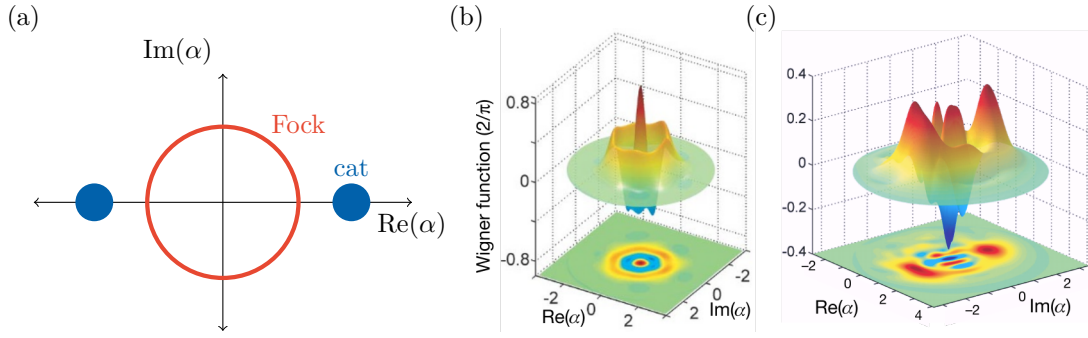 (a)
Im(α)
Fock
cat
Re(α)
(b)
Wigner function (2/π)
0.8
0
-0.8
-2
0
2
Re(α)
2
0
-2
Im(α)
(c)
0.4
0.2
0
-0.2
-0.4
-2
0
2
4
Re(α)
-2
0
2
Im(α)